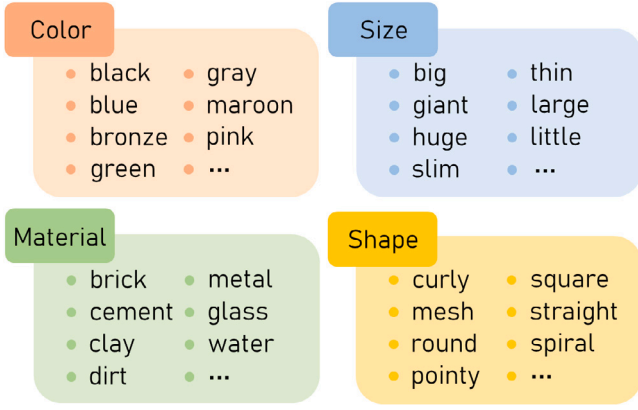 Color
black gray
blue maroon
bronze pink
green ...
Size
big thin
giant large
huge little
slim ...
Material
brick metal
cement glass
clay water
dirt ...
Shape
curly square
mesh straight
round spiral
pointy ...